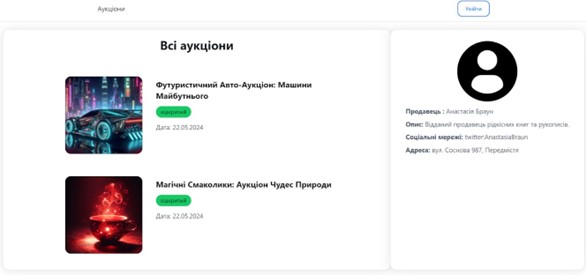 Аукціони
Увійти
Всі аукціони
Футуристичний Авто-Аукціон: Машини
Майбутнього
відкритий
Дата: 22.05.2024
Магічні Смаколики: Аукціон Чудес Природи
відкритий
Дата: 22.05.2024
Продавець : Анастасія Браун
Опис: Відданий продавець рідкісних книг та рукописів.
Соціальні мережі: twitter:AnastasiaBraun
Адреса: вул. Соснова 987, Передмістя